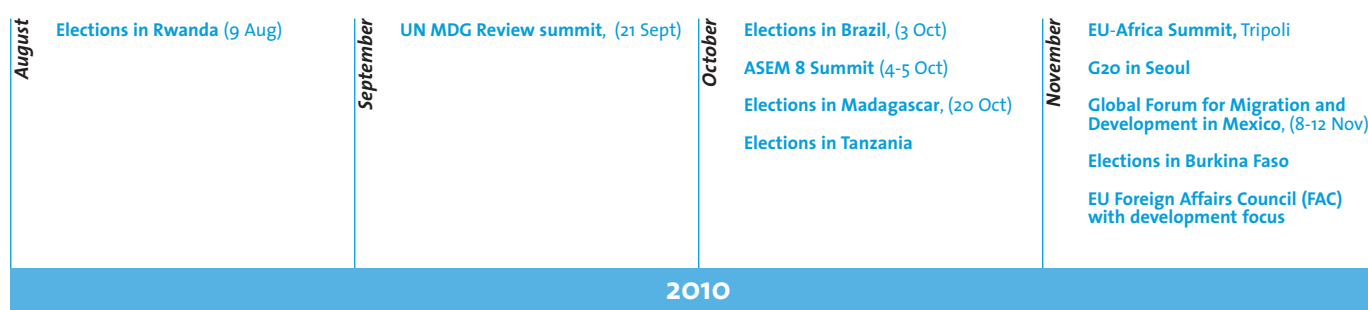 August
Elections in Rwanda (9 Aug)
September
UN MDG Review summit, (21 Sept)
October
Elections in Brazil, (3 Oct)
ASEM 8 Summit (4-5 Oct)
Elections in Madagascar, (20 Oct)
Elections in Tanzania
November
EU-Africa Summit, Tripoli
G20 in Seoul
Global Forum for Migration and
Development in Mexico, (8-12 Nov)
Elections in Burkina Faso
EU Foreign Affairs Council (FAC)
with development focus
2010